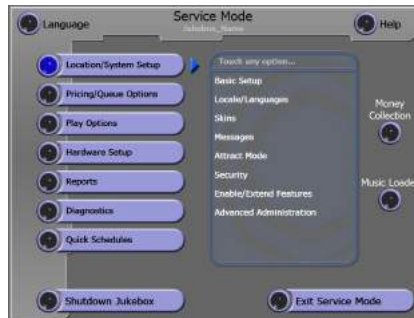 Language
Service Mode
Jukebox_Name
Help
Location/System Setup
Pricing/Queue Options
Play Options
Hardware Setup
Reports
Diagnostics
Quick Schedules
Touch any option...
Basic Setup
Locale/Languages
Skins
Messages
Attract Mode
Security
Enable/Extend Features
Advanced Administration
Money
Collection
Music Loade
Shutdown Jukebox
Exit Service Mode